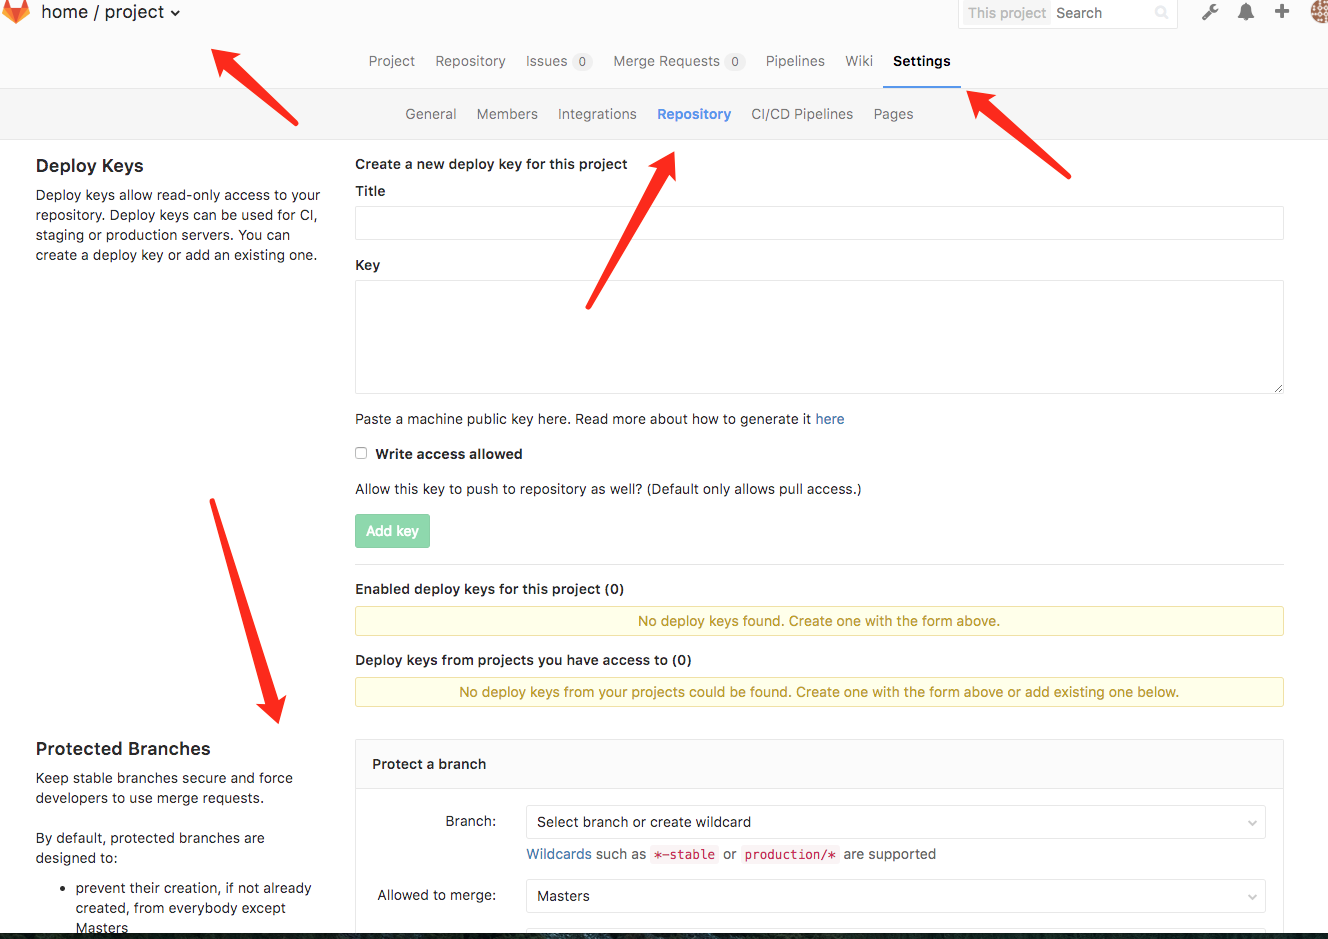 home / project
This project Search
Project Repository Issues 0 Merge Requests 0 Pipelines Wiki Settings
General Members Integrations Repository CI/CD Pipelines Pages
Deploy Keys
Deploy keys allow read-only access to your
repository. Deploy keys can be used for CI,
staging or production servers. You can
create a deploy key or add an existing one.
Create a new deploy key for this project
Title
Key
Paste a machine public key here. Read more about how to generate it here
Write access allowed
Allow this key to push to repository as well? (Default only allows pull access.)
Add key
Enabled deploy keys for this project (0)
No deploy keys found. Create one with the form above.
Deploy keys from projects you have access to (0)
No deploy keys from your projects could be found. Create one with the form above or add existing one below.
Protected Branches
Keep stable branches secure and force
developers to use merge requests.
By default, protected branches are
designed to:
• prevent their creation, if not already
created, from everybody except
Masters
Protect a branch
Branch: Select branch or create wildcard
Wildcards such as *-stable or production/* are supported
Allowed to merge: Masters